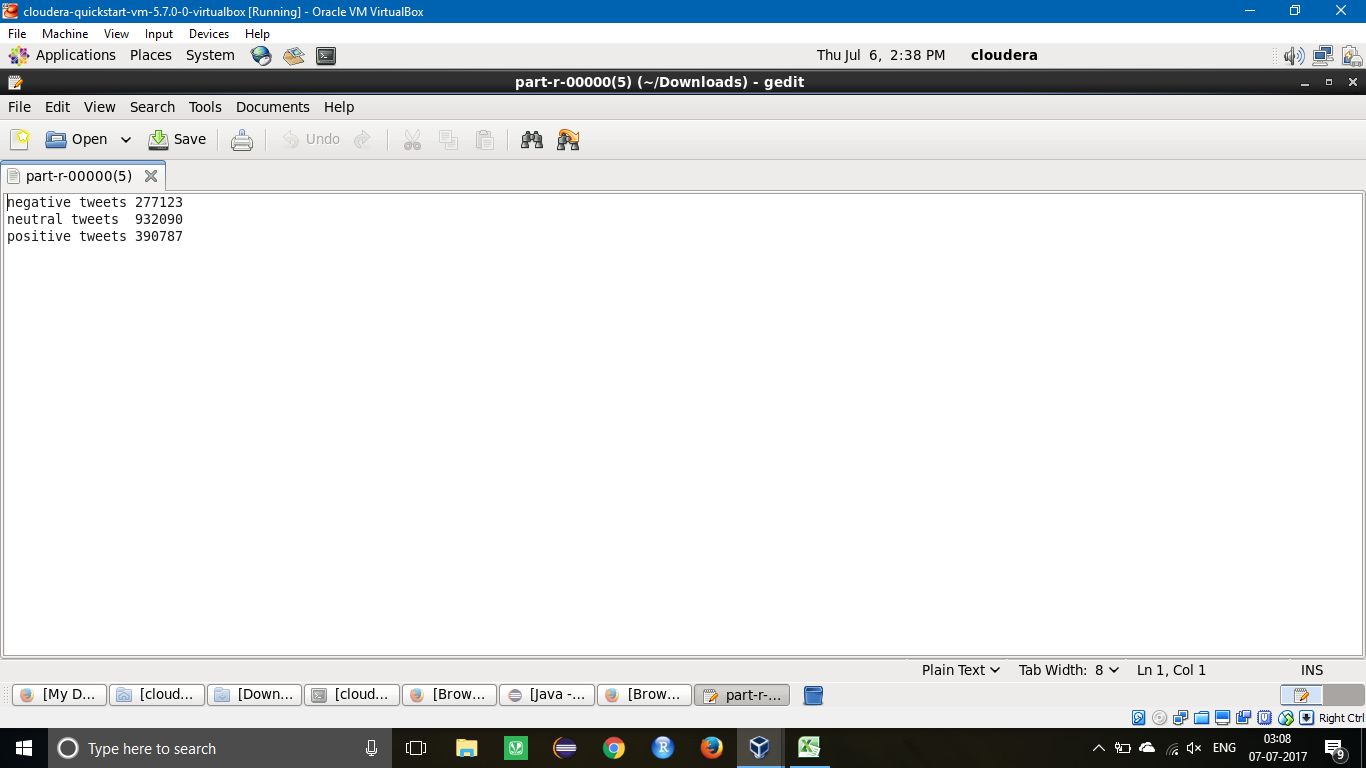 cloudera-quickstart-vm-5.7.0-0-virtualbox [Running] - Oracle VM VirtualBox
File Machine View Input Devices Help
Applications Places System Thu Jul 6, 2:38 PM cloudera
part-r-00000(5) (~/Downloads) - gedit
File Edit View Search Tools Documents Help
Open Save Undo
part-r-00000(5)
negative tweets 277123
neutral tweets 932090
positive tweets 390787
Plain Text Tab Width: 8 Ln 1, Col 1 INS
[My D... [cloud... [Down... [cloud... [Brow... [Java -... [Brow... part-r-...
Right Ctrl
Type here to search ENG 03:08
07-07-2017 9